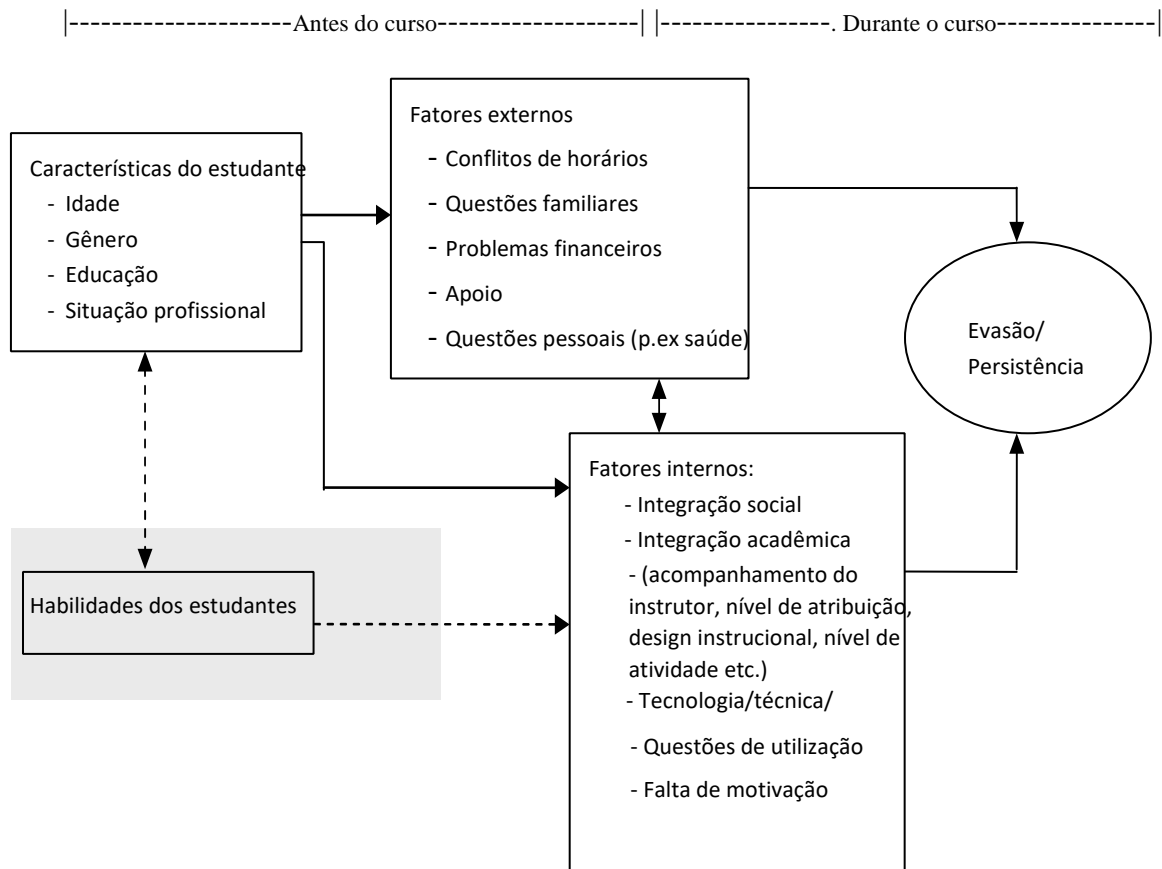 |-----------------------Antes do curso---------------------| |-----------------. Durante o curso----------------|
Características do estudante
- Idade
- Gênero
- Educação
- Situação profissional
Fatores externos
- Conflitos de horários
- Questões familiares
- Problemas financeiros
- Apoio
- Questões pessoais (p.ex saúde)
Evasão/
Persistência
Habilidades dos estudantes
Fatores internos:
- Integração social
- Integração acadêmica
- (acompanhamento do
instrutor, nível de atribuição,
design instrucional, nível de
atividade etc.)
- Tecnologia/técnica/
- Questões de utilização
- Falta de motivação